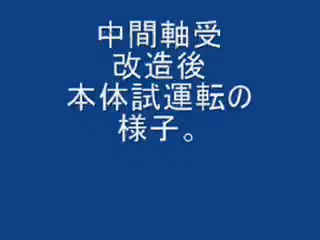 中間軸受
改造後
本体試運転の
様子。